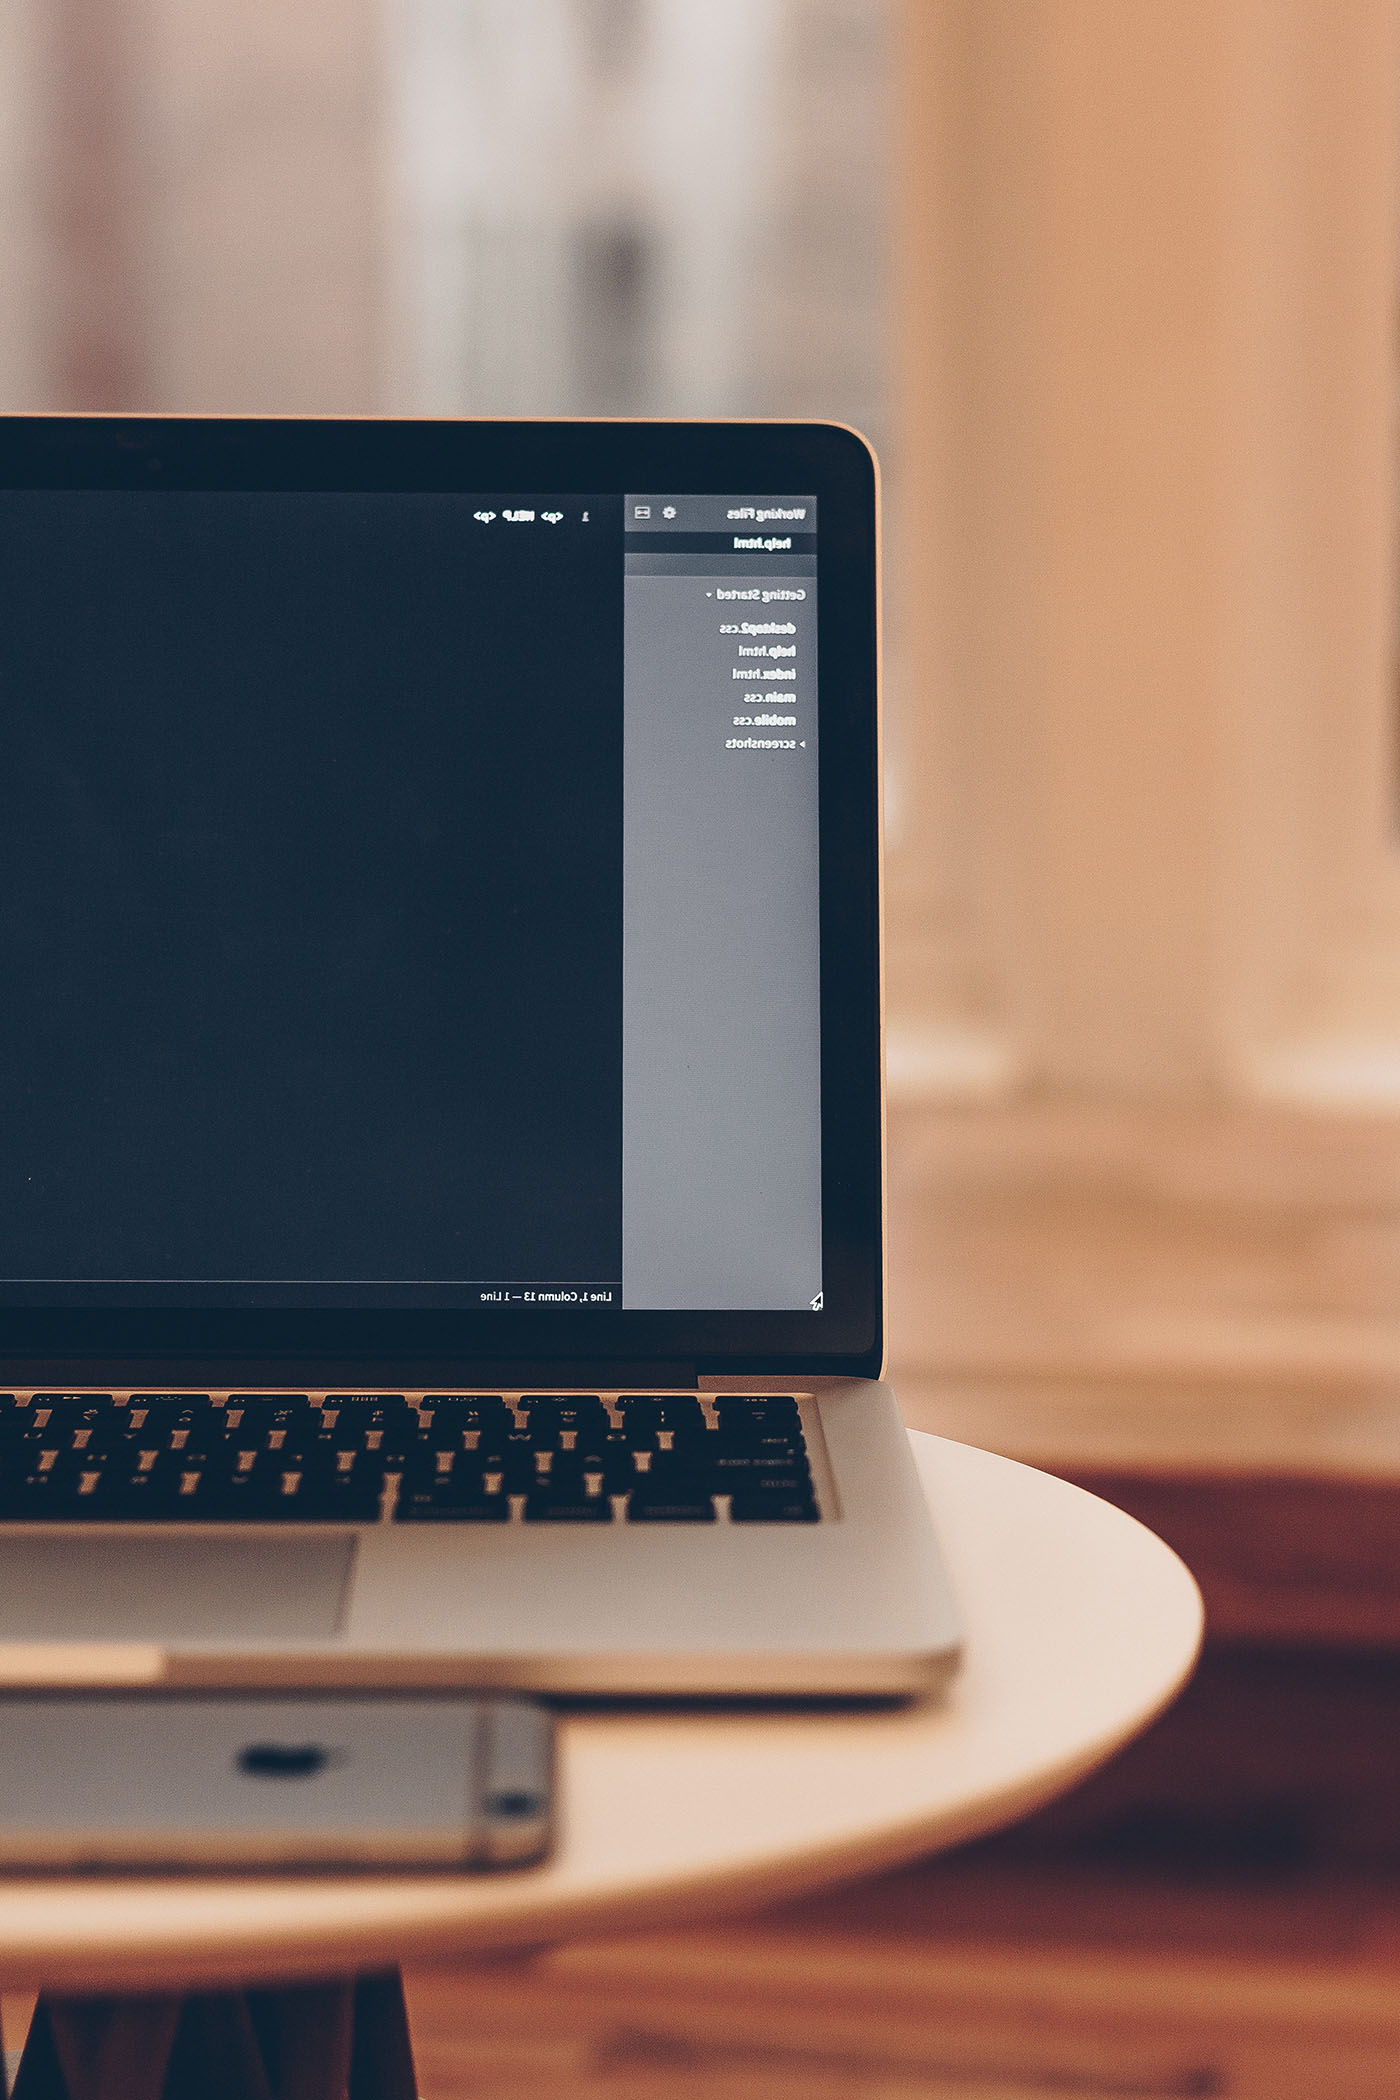 Working Files
help.html
Getting Started
desktop2.css
help.html
index.html
main.css
mobile.css
screenshots
1 <p> HELP <p>
Line 1, Column 13 — 1 Line